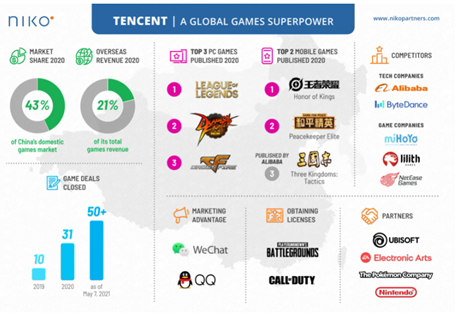 NIKO
TENCENT | A GLOBAL GAMES SUPERPOWER
www.nikopartners.com
MARKET
SHARE 2020
43%
of China's domestic
games market
OVERSEAS
REVENUE 2020
21%
of its total
games revenue
GAME DEALS
CLOSED
10
2019
31
2020
50+
as of
May 7, 2021
TOP 3 PC GAMES
PUBLISHED 2020
1
LEAGUE OF
LEGENDS
2
3
TOP 2 MOBILE GAMES
PUBLISHED 2020
1
王者荣耀
Honor of Kings
2
和平精英
Peacekeeper Elite
PUBLISHED BY
ALIBABA
3
三国志
Three Kingdoms:
Tactics
COMPETITORS
TECH COMPANIES
Alibaba
ByteDance
GAME COMPANIES
miHoYo
lilith
Games
NetEase
Games
MARKETING
ADVANTAGE
WeChat
QQ
OBTAINING
LICENSES
BATTLEGROUNDS
CALL OF DUTY
PARTNERS
UBISOFT
EA
Electronic Arts
The Pokémon Company
Nintendo